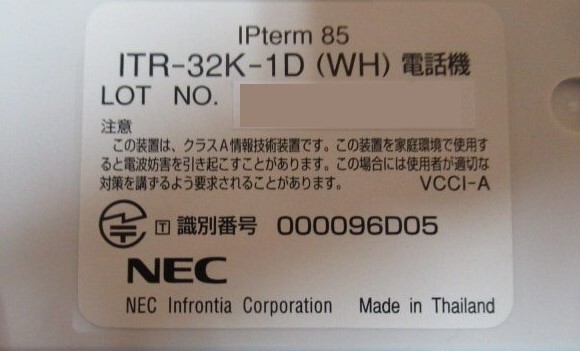 IPterm 85
ITR-32K-1D (WH) 電話機
LOT NO.
注意
この装置は、クラスA情報技術装置です。この装置を家庭環境で使用す
ると電波妨害を引き起こすことがあります。この場合には使用者が適切な
対策を講ずるよう要求されることがあります。 VCCI-A
T 識別番号 000096D05
NEC
NEC Infrontia Corporation Made in Thailand